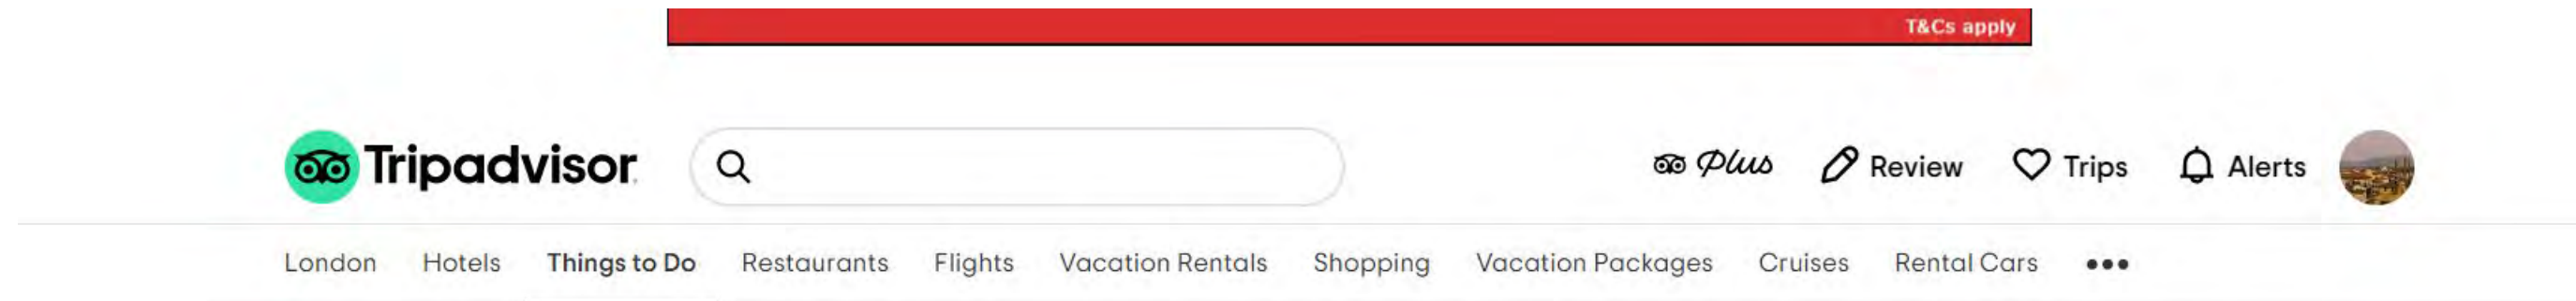 T&Cs apply
Tripadvisor Plus Review Trips Alerts
London Hotels Things to Do Restaurants Flights Vacation Rentals Shopping Vacation Packages Cruises Rental Cars •••